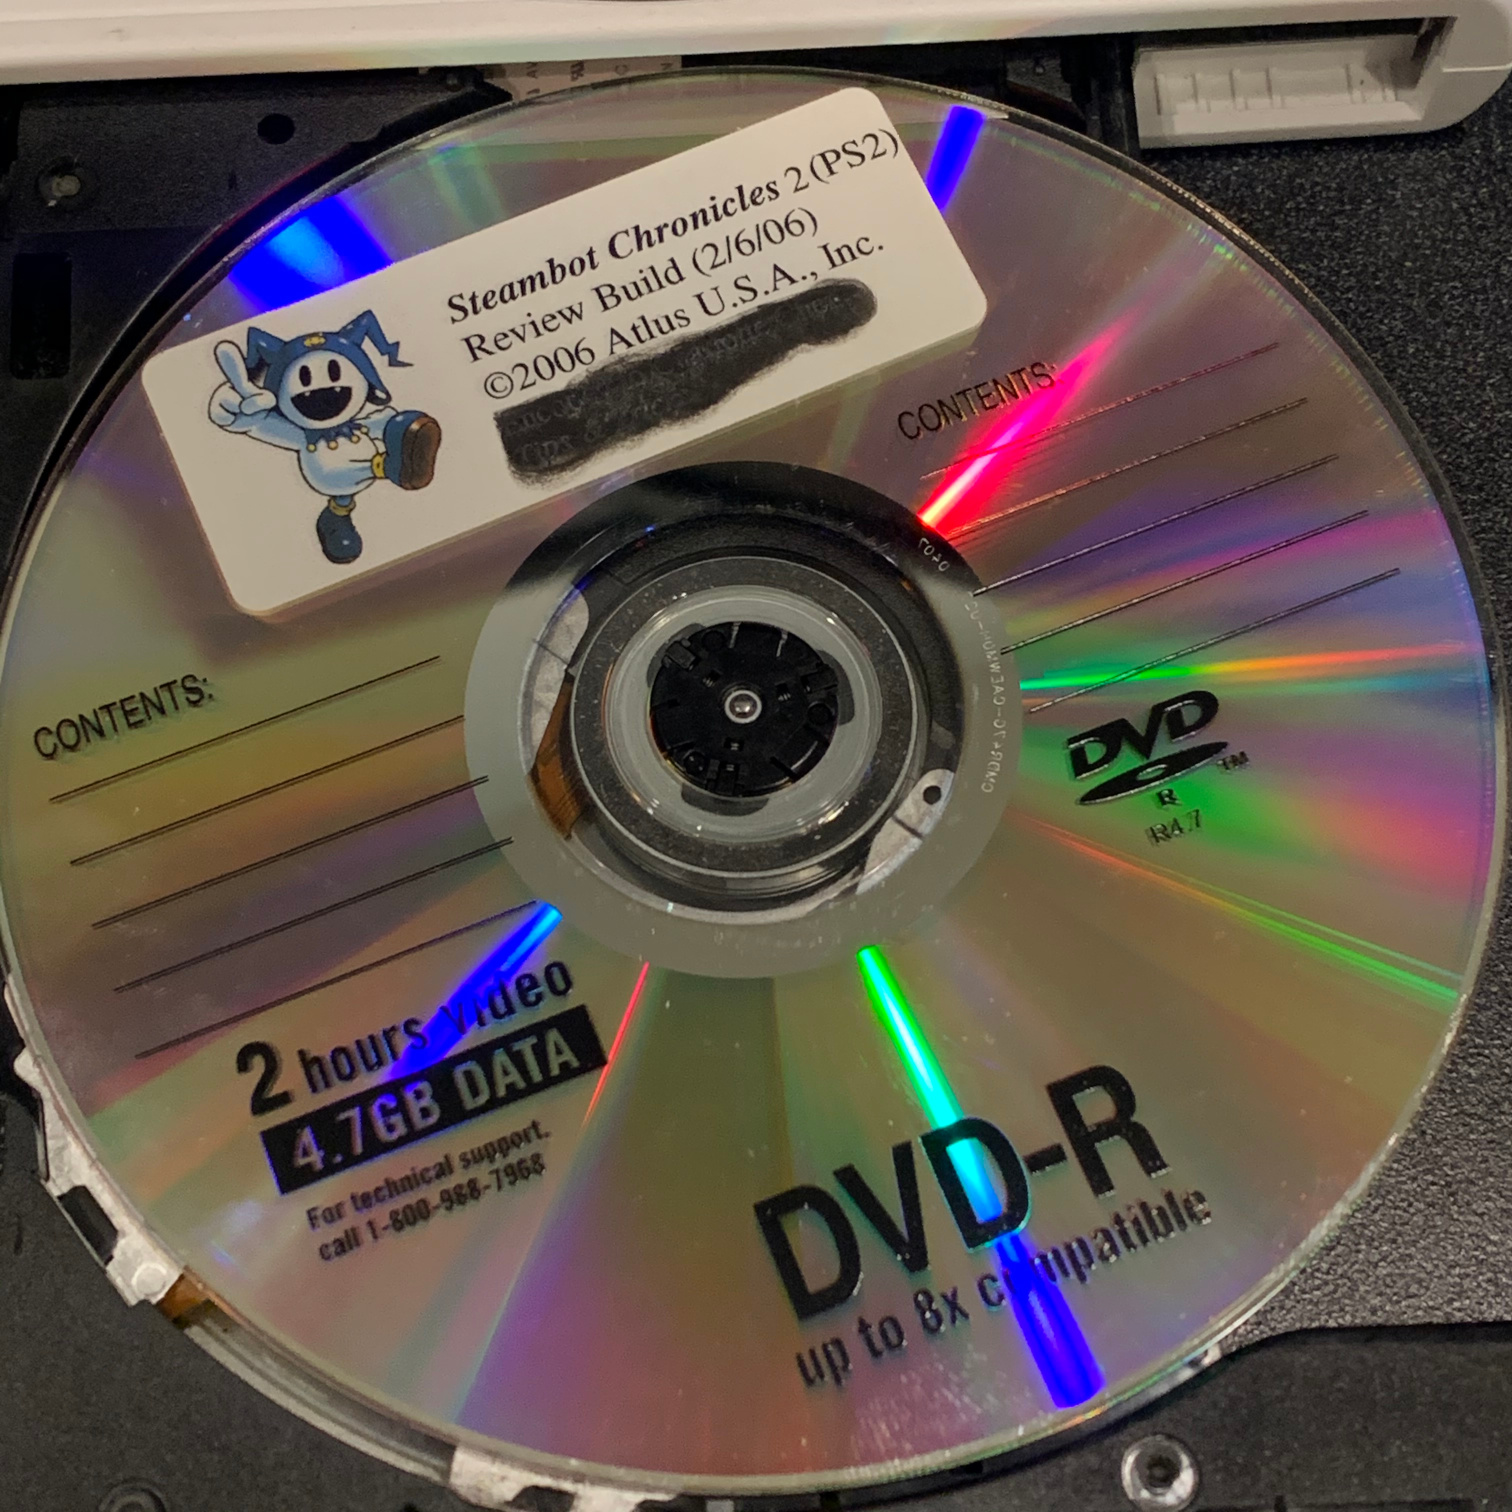 Steambot Chronicles 2 (PS2)
Review Build (2/6/06)
©2006 Atlus U.S.A., Inc.
CONTENTS:
CONTENTS:
DVD
TM
R
R4.7
2 hours video
4.7GB DATA
For technical support.
call 1-800-988-7968
DVD-R
up to 8x compatible